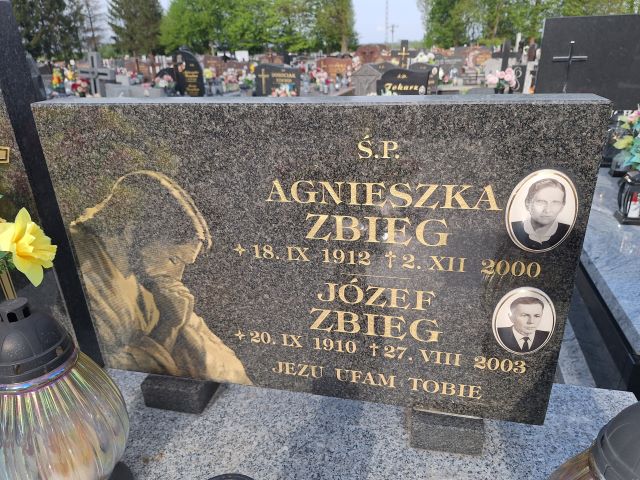 Ś.P.
AGNIESZKA
ZBIEG
✦ 18. IX 1912 † 2. XII 2000
JÓZEF
ZBIEG
✦ 20. IX 1910 † 27. VIII 2003
JEZU UFAM TOBIE
Tokarz